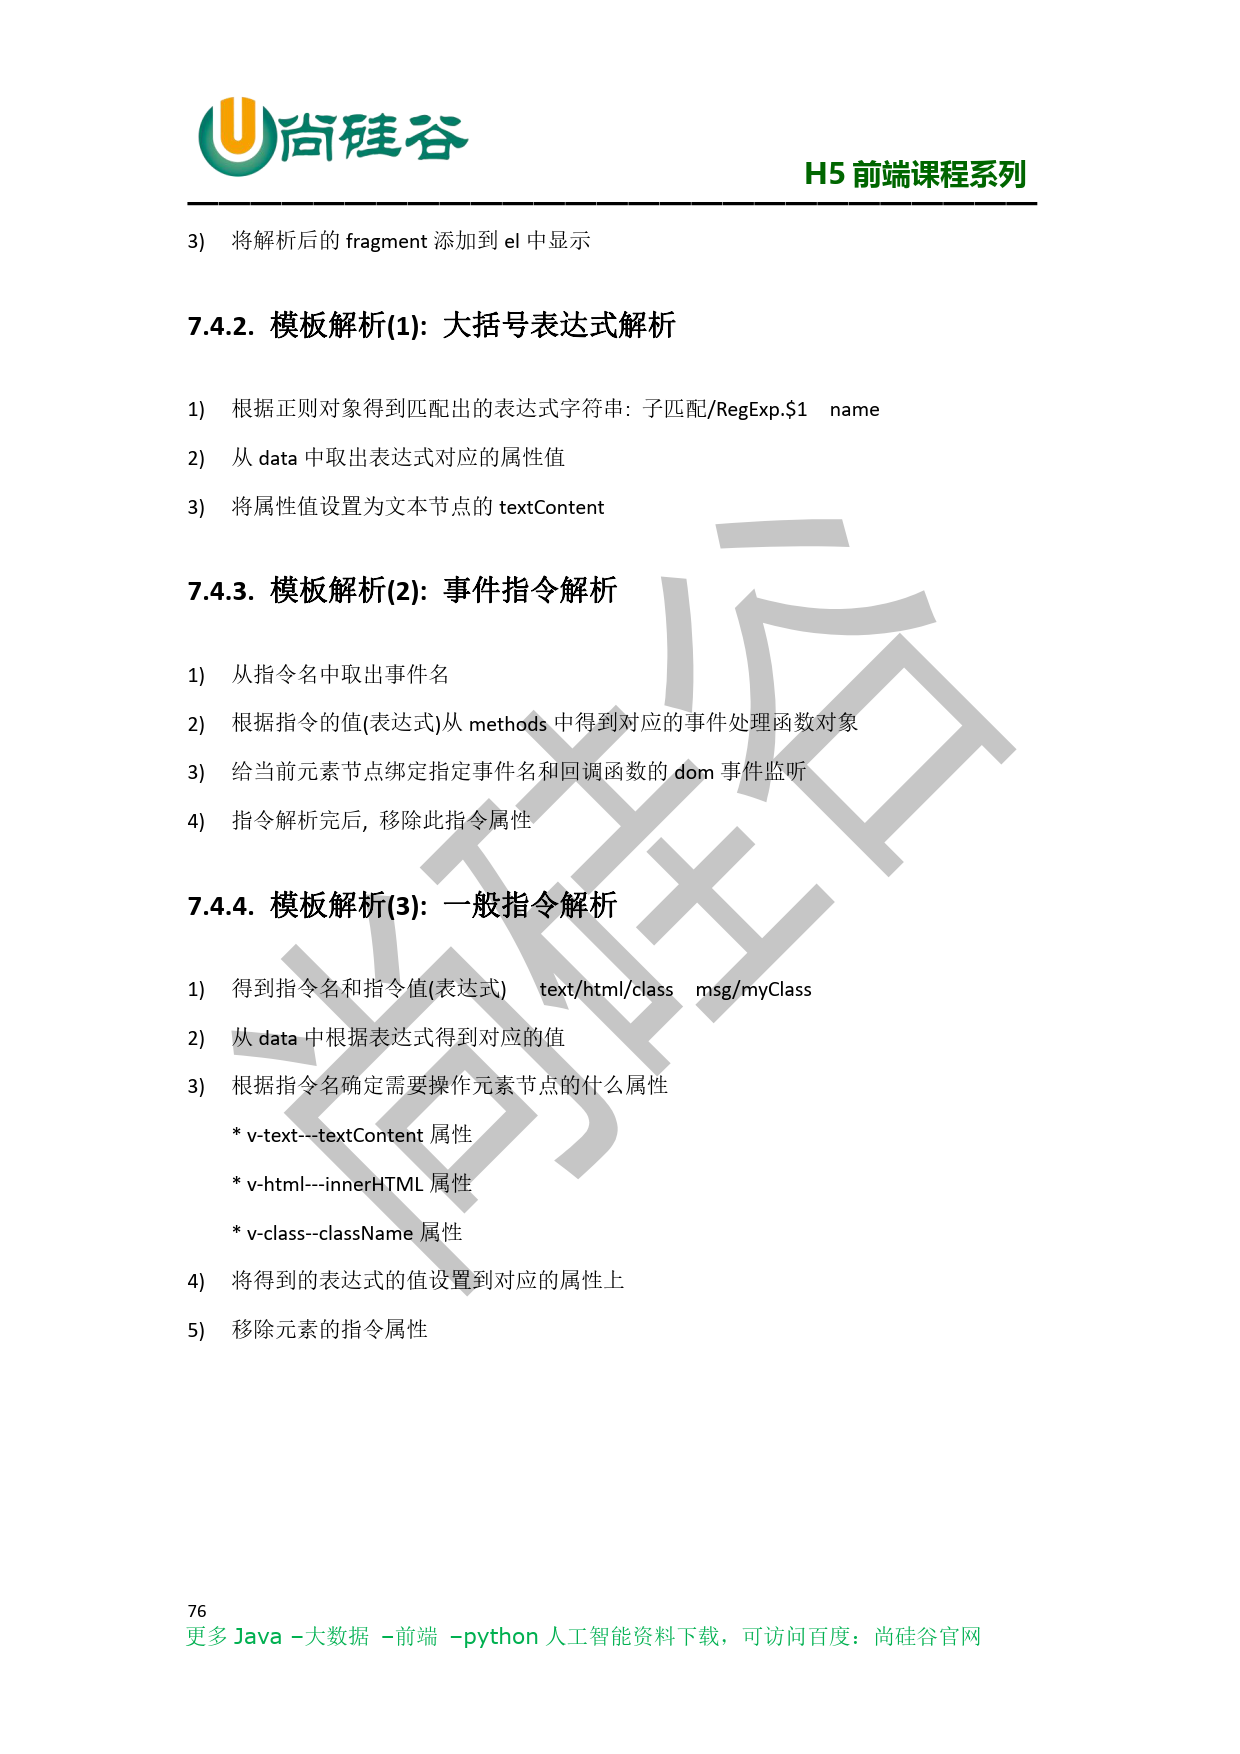 尚硅谷
H5 前端课程系列
3) 将解析后的 fragment 添加到 el 中显示
7.4.2. 模板解析(1): 大括号表达式解析
1) 根据正则对象得到匹配出的表达式字符串: 子匹配/RegExp.$1 name
2) 从 data 中取出表达式对应的属性值
3) 将属性值设置为文本节点的 textContent
7.4.3. 模板解析(2): 事件指令解析
1) 从指令名中取出事件名
2) 根据指令的值(表达式)从 methods 中得到对应的事件处理函数对象
3) 给当前元素节点绑定指定事件名和回调函数的 dom 事件监听
4) 指令解析完后, 移除此指令属性
7.4.4. 模板解析(3): 一般指令解析
1) 得到指令名和指令值(表达式) text/html/class msg/myClass
2) 从 data 中根据表达式得到对应的值
3) 根据指令名确定需要操作元素节点的什么属性
* v-text---textContent 属性
* v-html---innerHTML 属性
* v-class--className 属性
4) 将得到的表达式的值设置到对应的属性上
5) 移除元素的指令属性
尚硅谷
76
更多 Java –大数据 –前端 –python 人工智能资料下载，可访问百度：尚硅谷官网